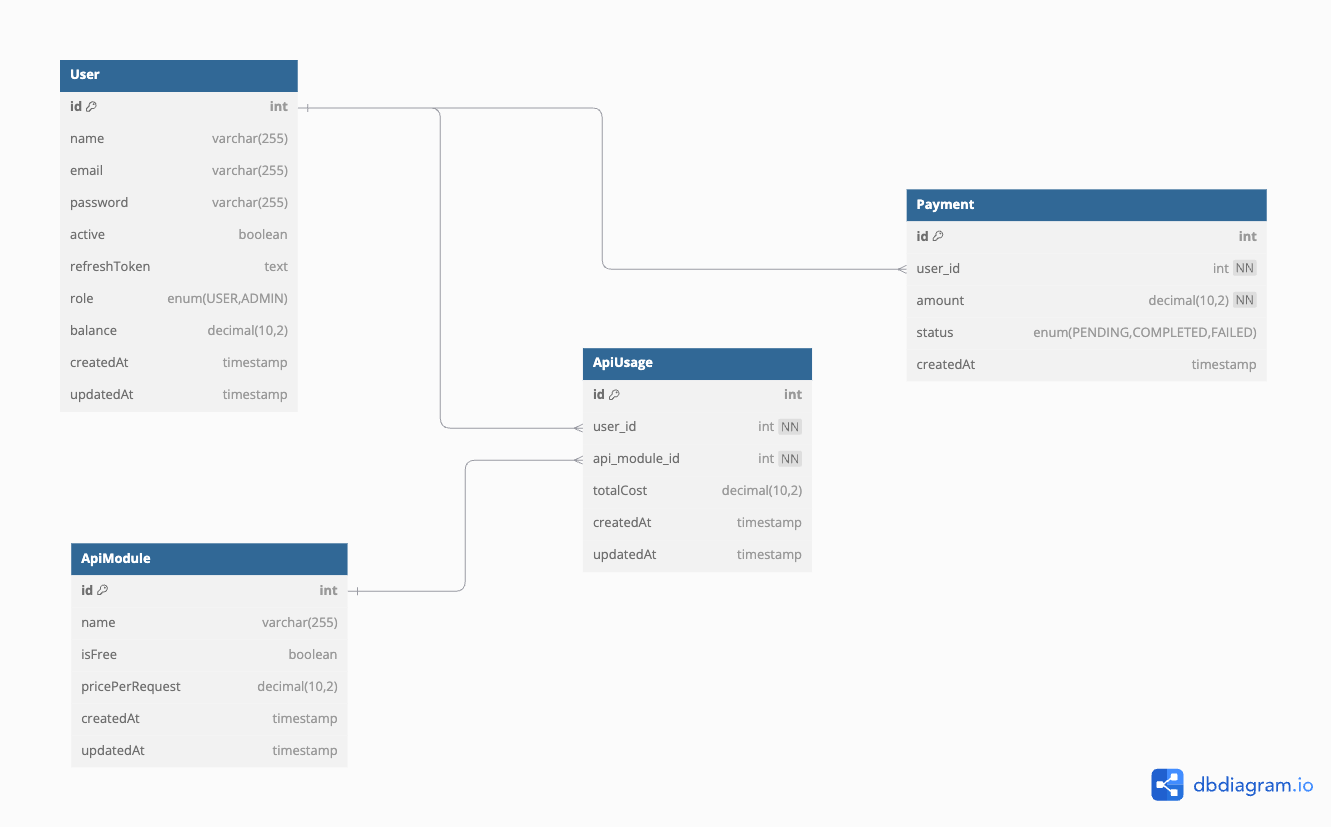 User
id int
name varchar(255)
email varchar(255)
password varchar(255)
active boolean
refreshToken text
role enum(USER,ADMIN)
balance decimal(10,2)
createdAt timestamp
updatedAt timestamp
Payment
id int
user_id int NN
amount decimal(10,2) NN
status enum(PENDING,COMPLETED,FAILED)
createdAt timestamp
ApiUsage
id int
user_id int NN
api_module_id int NN
totalCost decimal(10,2)
createdAt timestamp
updatedAt timestamp
ApiModule
id int
name varchar(255)
isFree boolean
pricePerRequest decimal(10,2)
createdAt timestamp
updatedAt timestamp
dbdiagram.io